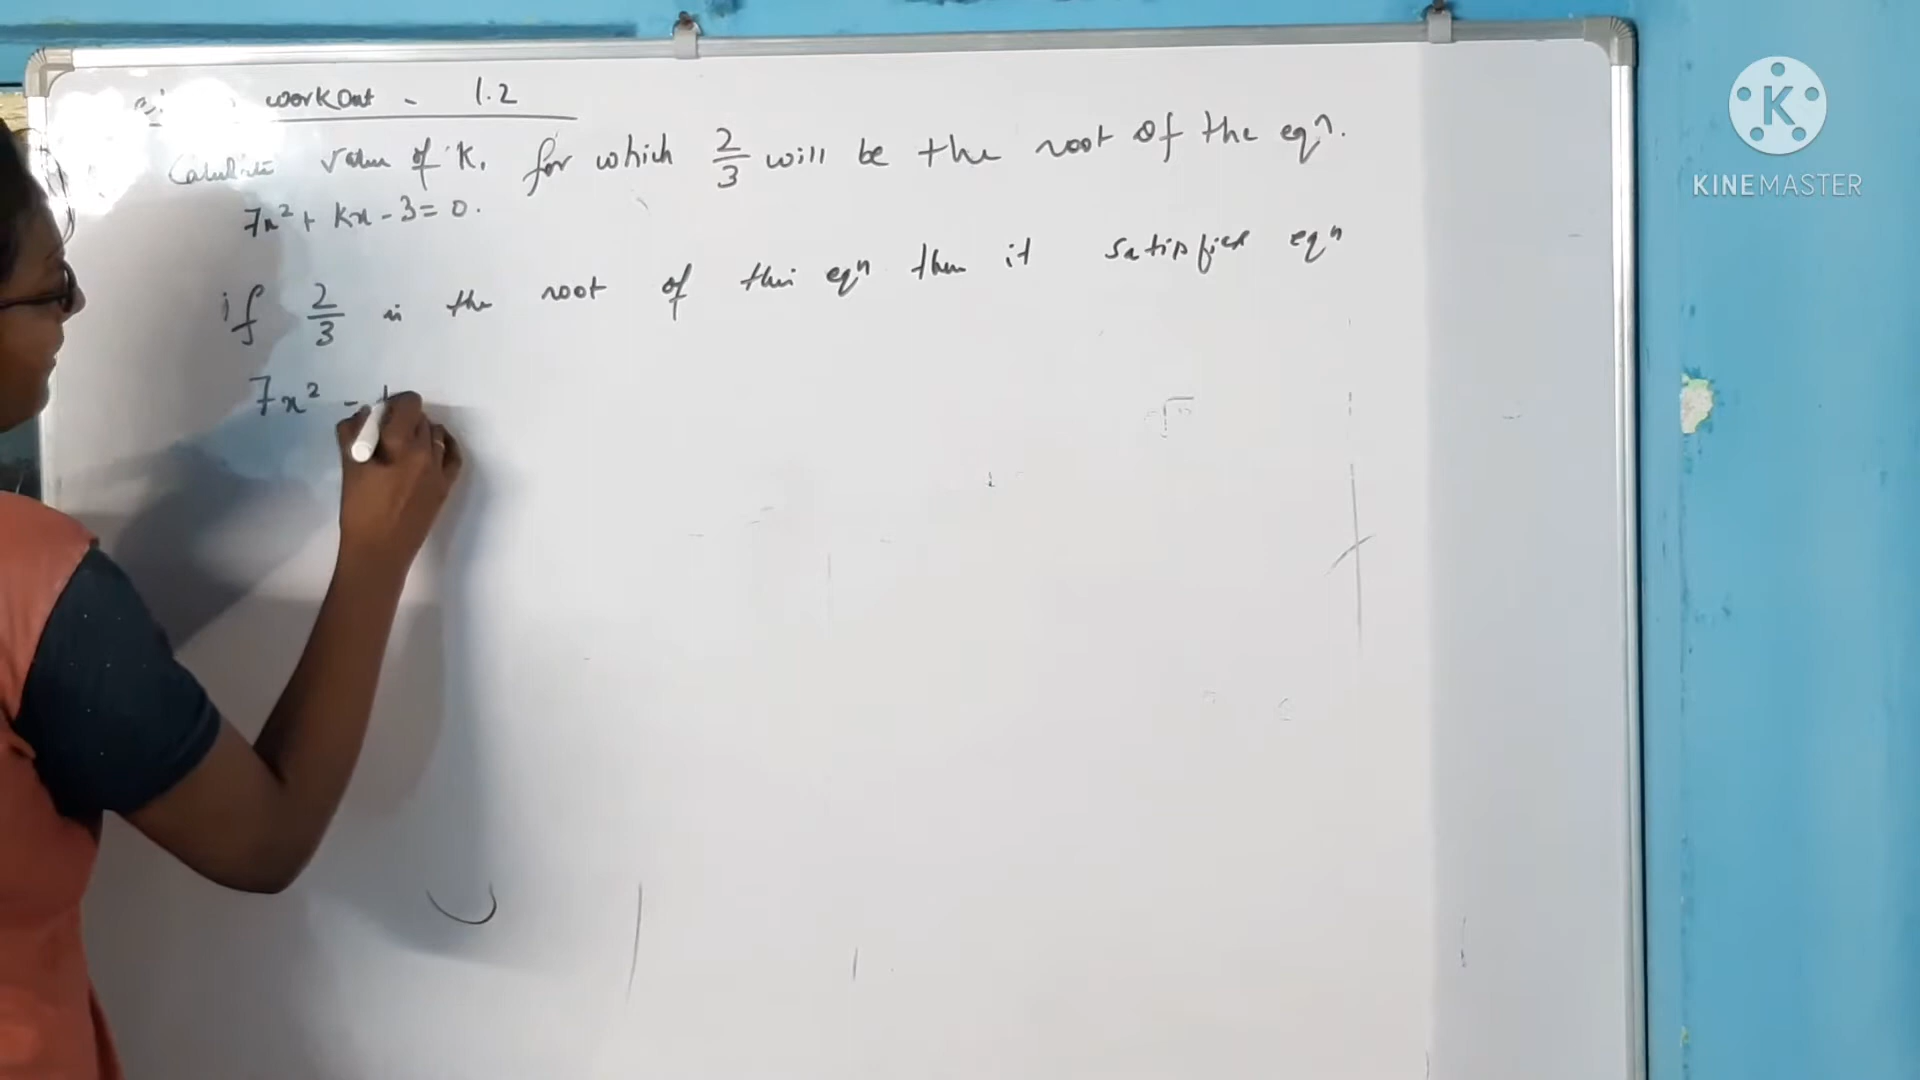 workout - 1.2
Calculate value of K, for which 2/3 will be the root of the eqⁿ.
7x² + kx - 3 = 0.
if 2/3 is the root of this eqⁿ then it satisfies eqⁿ
7x² -
K
KINEMASTER